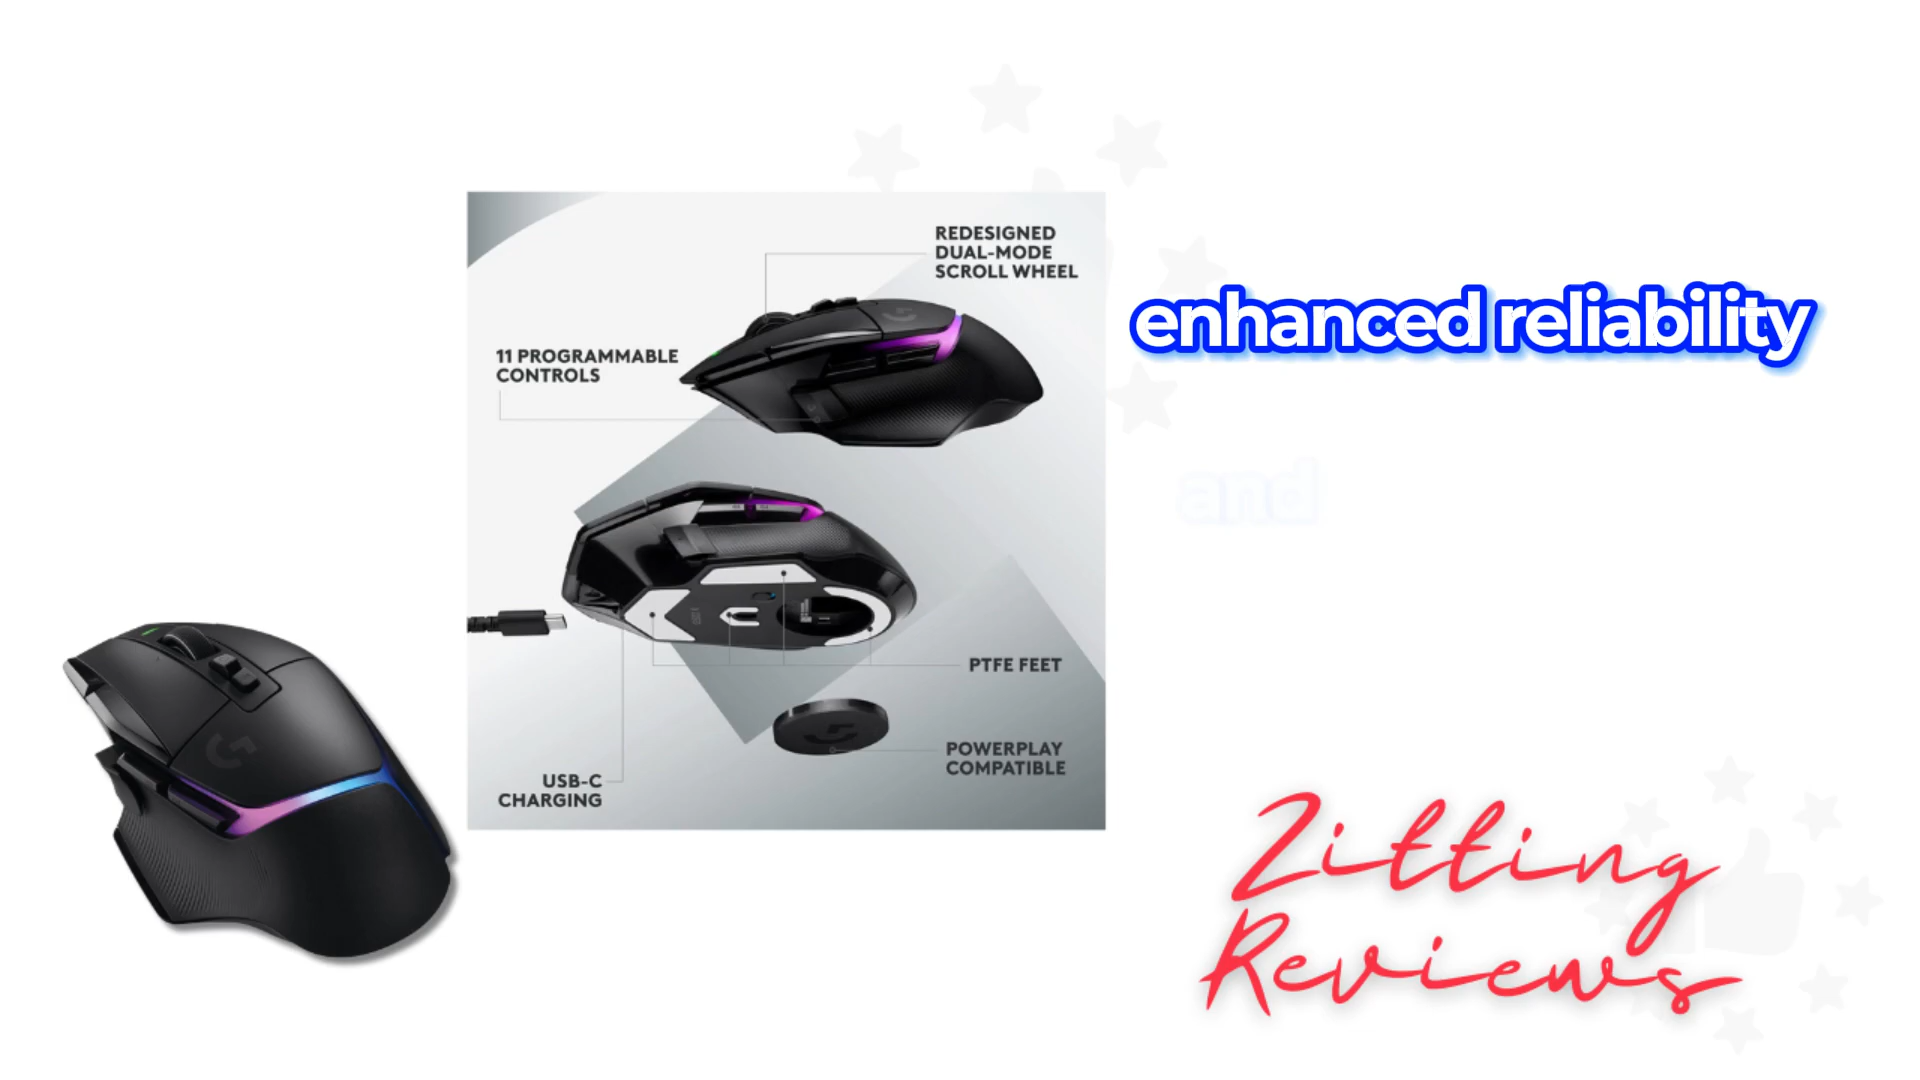 REDESIGNED
DUAL-MODE
SCROLL WHEEL
11 PROGRAMMABLE
CONTROLS
enhanced reliability
and
PTFE FEET
POWERPLAY
COMPATIBLE
USB-C
CHARGING
Zitting
Reviews